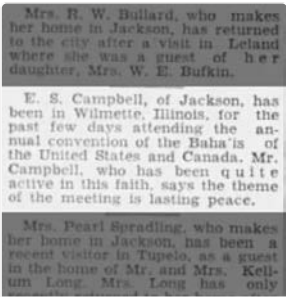 Mrs. R. W. Bullard, who makes
her home in Jackson, has returned
to the city after a visit in Leland
where she was a guest of her
daughter, Mrs. W. E. Bufkin.
E. S. Campbell, of Jackson, has
been in Wilmette, Illinois, for the
past few days attending the an-
nual convention of the Baha'is of
the United States and Canada. Mr.
Campbell, who has been quite
active in this faith, says the theme
of the meeting is lasting peace.
Mrs. Pearl Spradling, who makes
her home in Jackson, has been a
recent visitor in Tupelo, as a guest
in the home of Mr. and Mrs. Kell-
um Long. Mrs. Long has only